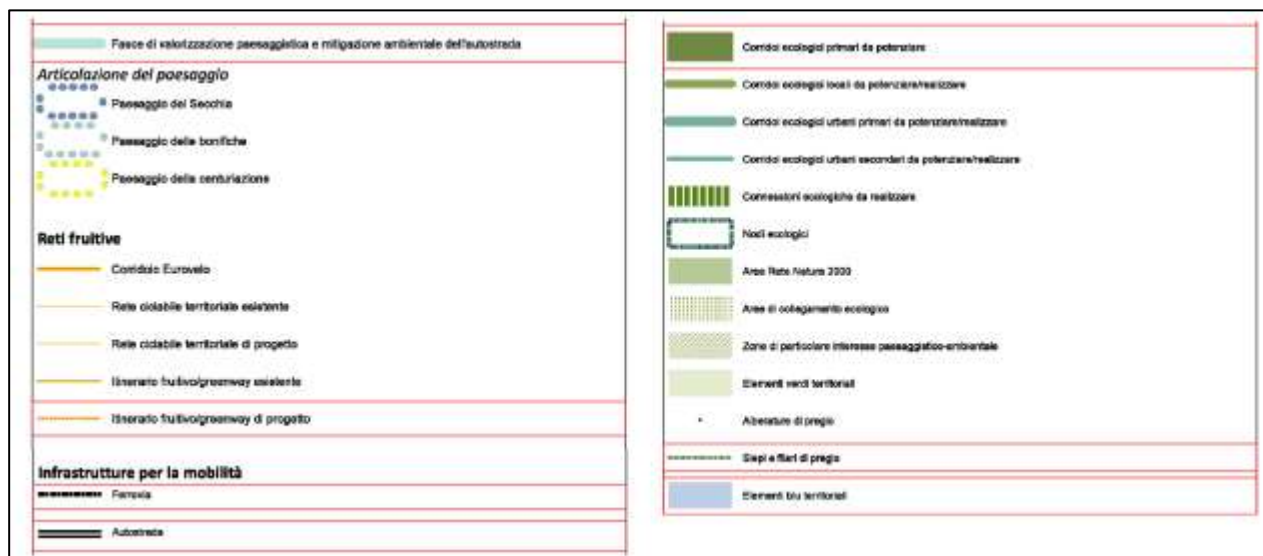 Fasce di valorizzazione paesaggistica e mitigazione ambientale dell'autostrada
Articolazione del paesaggio
Paesaggio del Secchia
Paesaggio delle bonifiche
Paesaggio della centuriazione
Reti fruitive
Corridoio Eurovelo
Rete ciclabile territoriale esistente
Rete ciclabile territoriale di progetto
Itinerario fruitivo/greenway esistente
Itinerario fruitivo/greenway di progetto
Infrastrutture per la mobilità
Ferrovia
Autostrada
Corridoi ecologici primari da potenziare
Corridoi ecologici locali da potenziare/realizzare
Corridoi ecologici urbani primari da potenziare/realizzare
Corridoi ecologici urbani secondari da potenziare/realizzare
Connessioni ecologiche da realizzare
Nodi ecologici
Aree Rete Natura 2000
Aree di collegamento ecologico
Zone di particolare interesse paesaggistico-ambientale
Elementi verdi territoriali
Alberature di pregio
Siepi e filari di pregio
Elementi blu territoriali